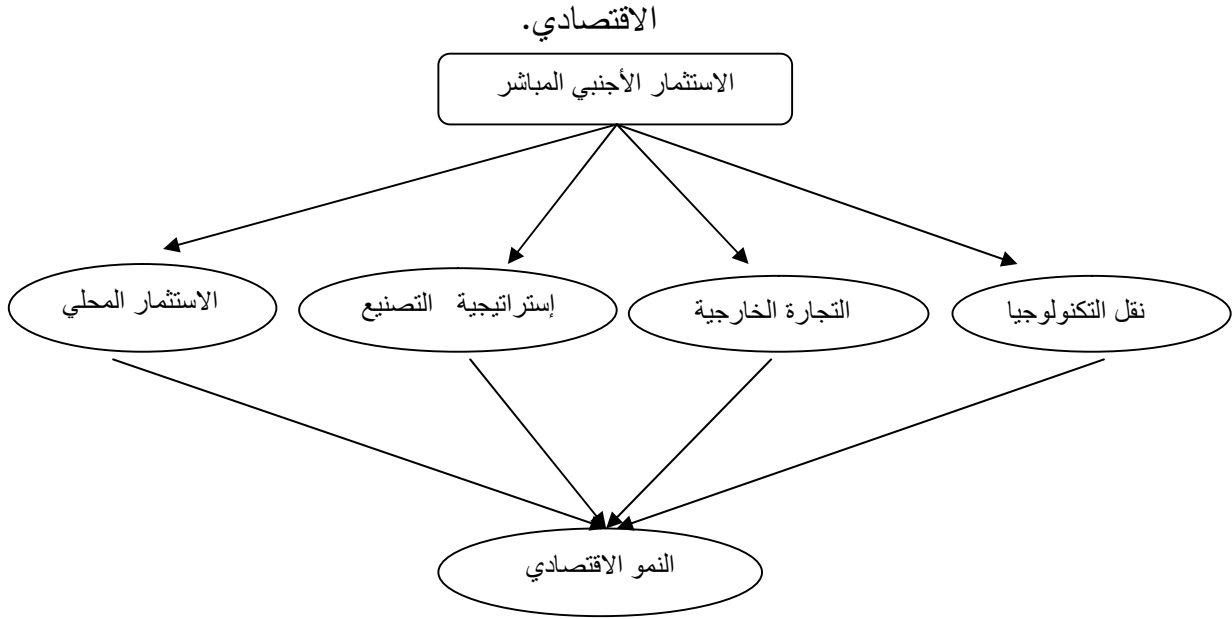 الاقتصادي.
الاستثمار الأجنبي المباشر
نقل التكنولوجيا
التجارة الخارجية
إستراتيجية التصنيع
الاستثمار المحلي
النمو الاقتصادي